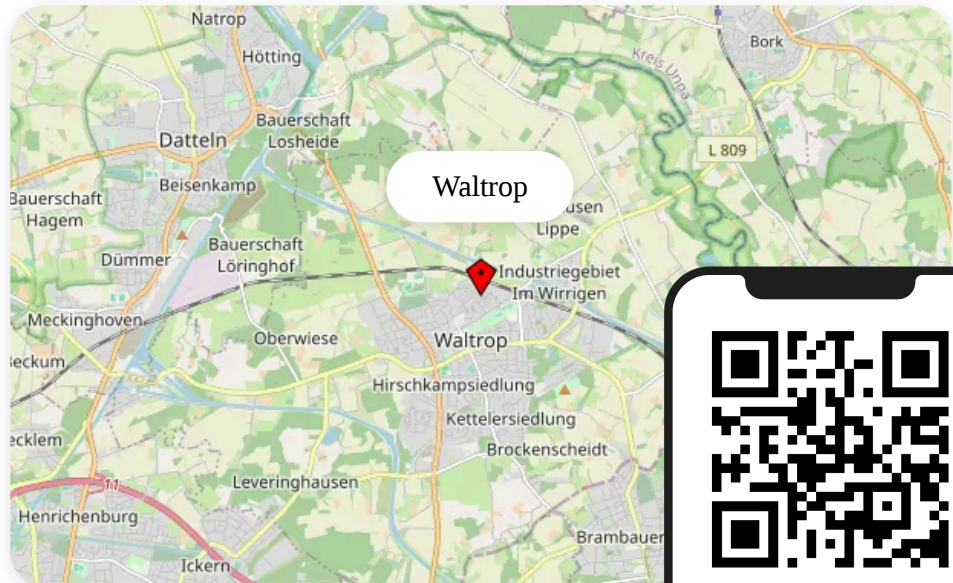 Natrop
Bork
Hötting
Kreis Unna
Bauerschaft
Losheide
Datteln
L 809
Beisenkamp
Waltrop
Bauerschaft
Hagem
Lippe
Bauerschaft
Löringhof
Dümmer
Industriegebiet
Im Wirrigen
Meckinghoven
Oberwiese
Waltrop
Hirschkampsiedlung
Kettelersiedlung
Brockenscheidt
Leveringhausen
11
Henrichenburg
Brambauer
Ickern